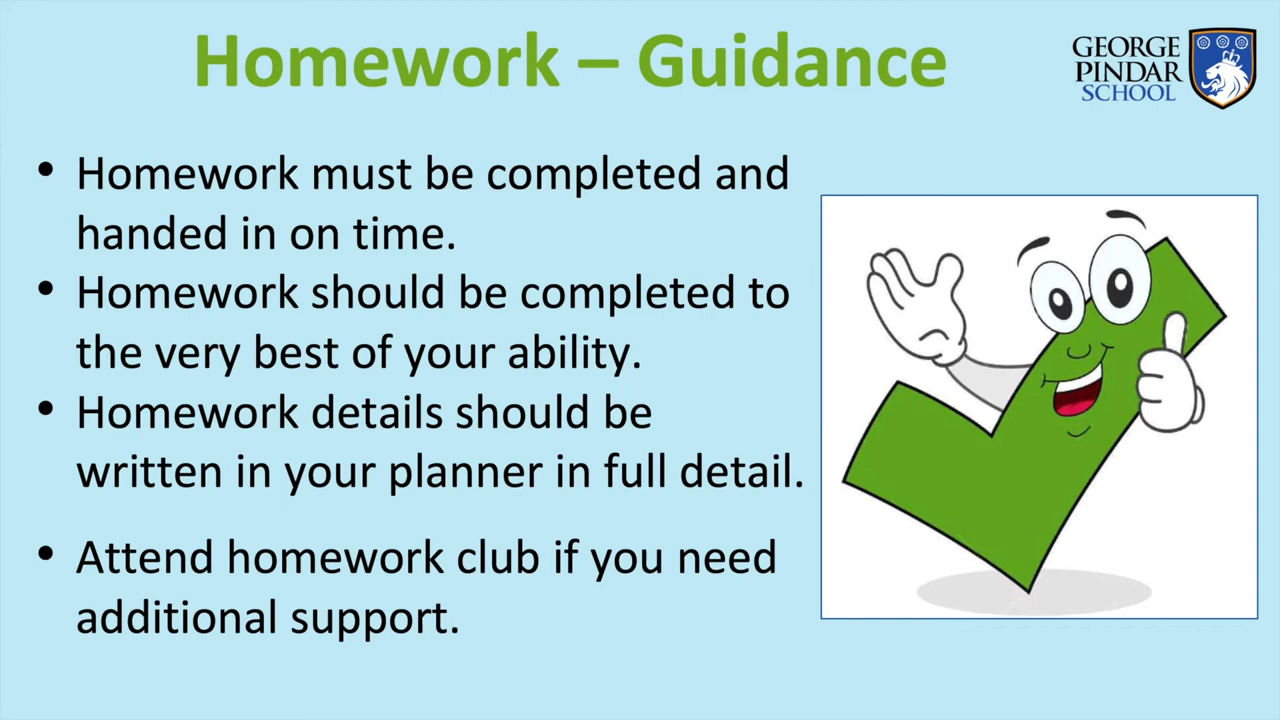 Homework – Guidance
GEORGE
PINDAR
SCHOOL
• Homework must be completed and
handed in on time.
• Homework should be completed to
the very best of your ability.
• Homework details should be
written in your planner in full detail.
• Attend homework club if you need
additional support.